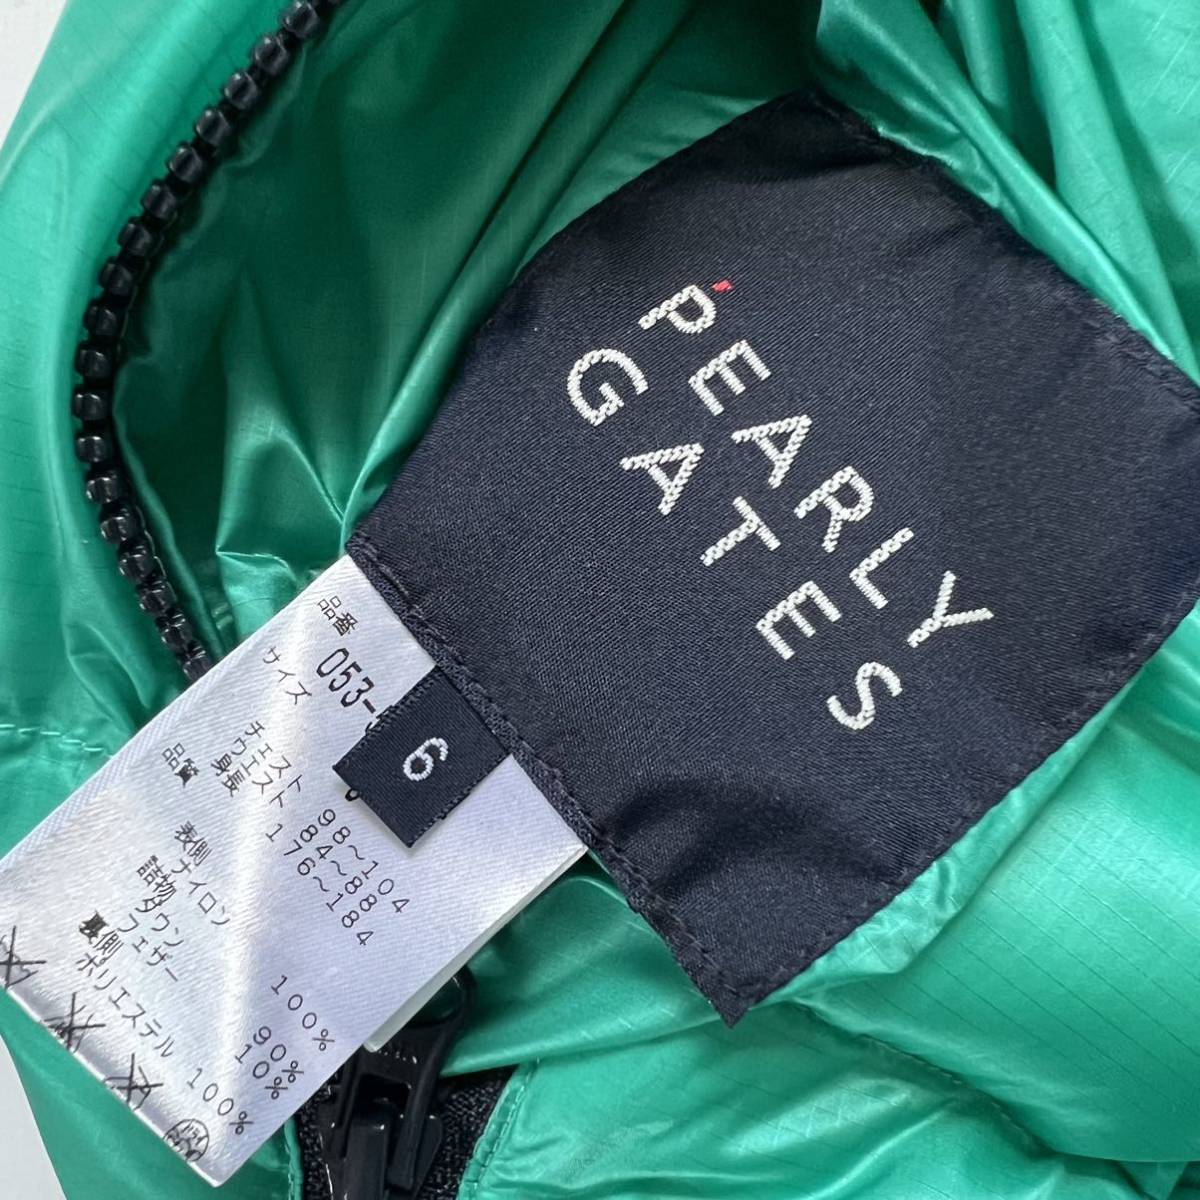 PEARLY
GATES
6
品番 053-
サイズ
チェスト 98~104
ウエスト 84~88
身長 176~184
品質
表側
ナイロン 100%
詰物
ダウン 90%
フェザー 10%
裏側
ポリエステル 100%